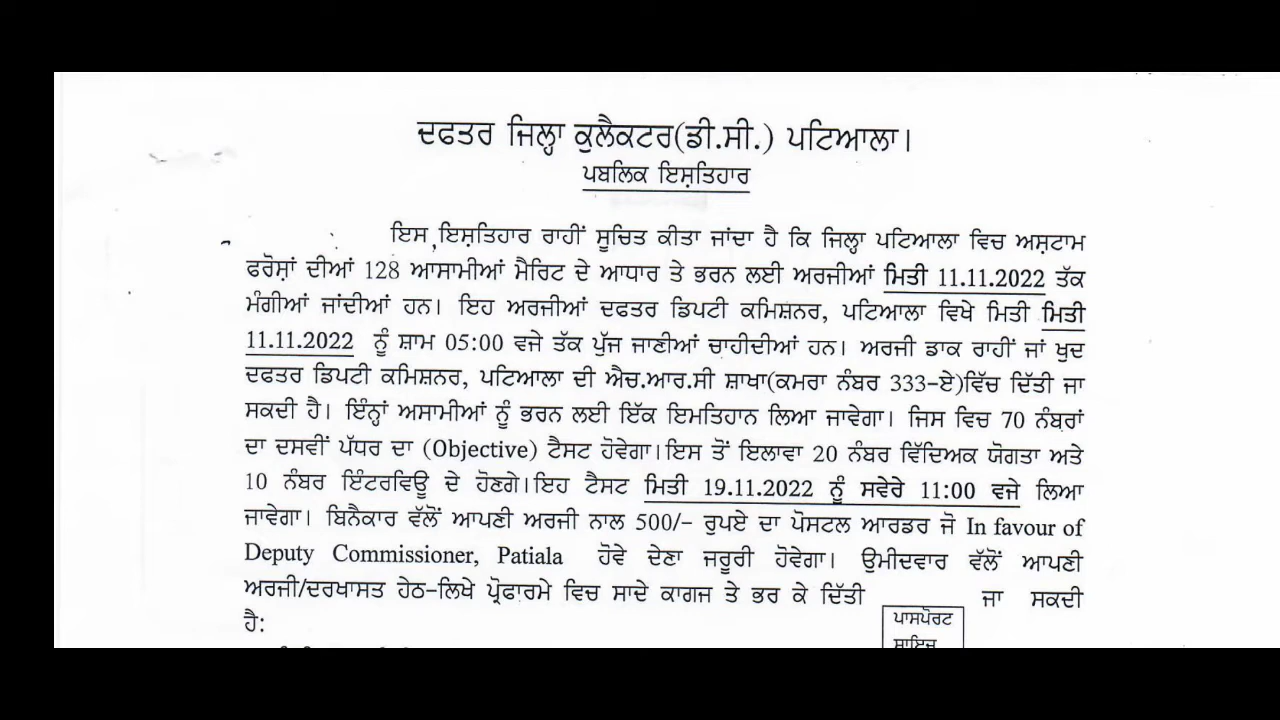 ਦਫਤਰ ਜਿਲ੍ਹਾ ਕੁਲੈਕਟਰ(ਡੀ.ਸੀ.) ਪਟਿਆਲਾ।
ਪਬਲਿਕ ਇਸ਼ਤਿਹਾਰ
ਇਸ ਇਸ਼ਤਿਹਾਰ ਰਾਹੀਂ ਸੂਚਿਤ ਕੀਤਾ ਜਾਂਦਾ ਹੈ ਕਿ ਜਿਲ੍ਹਾ ਪਟਿਆਲਾ ਵਿਚ ਅਸ਼ਟਾਮ
ਫਰੋਸ਼ਾਂ ਦੀਆਂ 128 ਆਸਾਮੀਆਂ ਮੈਰਿਟ ਦੇ ਆਧਾਰ ਤੇ ਭਰਨ ਲਈ ਅਰਜੀਆਂ ਮਿਤੀ 11.11.2022 ਤੱਕ
ਮੰਗੀਆਂ ਜਾਂਦੀਆਂ ਹਨ। ਇਹ ਅਰਜੀਆਂ ਦਫਤਰ ਡਿਪਟੀ ਕਮਿਸ਼ਨਰ, ਪਟਿਆਲਾ ਵਿਖੇ ਮਿਤੀ ਮਿਤੀ
11.11.2022 ਨੂੰ ਸ਼ਾਮ 05:00 ਵਜੇ ਤੱਕ ਪੁੱਜ ਜਾਣੀਆਂ ਚਾਹੀਦੀਆਂ ਹਨ। ਅਰਜੀ ਡਾਕ ਰਾਹੀਂ ਜਾਂ ਖੁਦ
ਦਫਤਰ ਡਿਪਟੀ ਕਮਿਸ਼ਨਰ, ਪਟਿਆਲਾ ਦੀ ਐਚ.ਆਰ.ਸੀ ਸ਼ਾਖਾ(ਕਮਰਾ ਨੰਬਰ 333-ਏ)ਵਿੱਚ ਦਿੱਤੀ ਜਾ
ਸਕਦੀ ਹੈ। ਇੰਨ੍ਹਾਂ ਅਸਾਮੀਆਂ ਨੂੰ ਭਰਨ ਲਈ ਇੱਕ ਇਮਤਿਹਾਨ ਲਿਆ ਜਾਵੇਗਾ। ਜਿਸ ਵਿਚ 70 ਨੰਬਰਾਂ
ਦਾ ਦਸਵੀਂ ਪੱਧਰ ਦਾ (Objective) ਟੈਸਟ ਹੋਵੇਗਾ।ਇਸ ਤੋਂ ਇਲਾਵਾ 20 ਨੰਬਰ ਵਿੱਦਿਅਕ ਯੋਗਤਾ ਅਤੇ
10 ਨੰਬਰ ਇੰਟਰਵਿਊ ਦੇ ਹੋਣਗੇ।ਇਹ ਟੈਸਟ ਮਿਤੀ 19.11.2022 ਨੂੰ ਸਵੇਰੇ 11:00 ਵਜੇ ਲਿਆ
ਜਾਵੇਗਾ। ਬਿਨੈਕਾਰ ਵੱਲੋਂ ਆਪਣੀ ਅਰਜੀ ਨਾਲ 500/- ਰੁਪਏ ਦਾ ਪੋਸਟਲ ਆਰਡਰ ਜੋ In favour of
Deputy Commissioner, Patiala ਹੋਵੇ ਦੇਣਾ ਜਰੂਰੀ ਹੋਵੇਗਾ। ਉਮੀਦਵਾਰ ਵੱਲੋਂ ਆਪਣੀ
ਅਰਜੀ/ਦਰਖਾਸਤ ਹੇਠ-ਲਿਖੇ ਪ੍ਰੋਫਾਰਮੇ ਵਿਚ ਸਾਦੇ ਕਾਗਜ ਤੇ ਭਰ ਕੇ ਦਿੱਤੀ ਜਾ ਸਕਦੀ
ਹੈ:
ਪਾਸਪੋਰਟ
ਸਾਇਜ਼